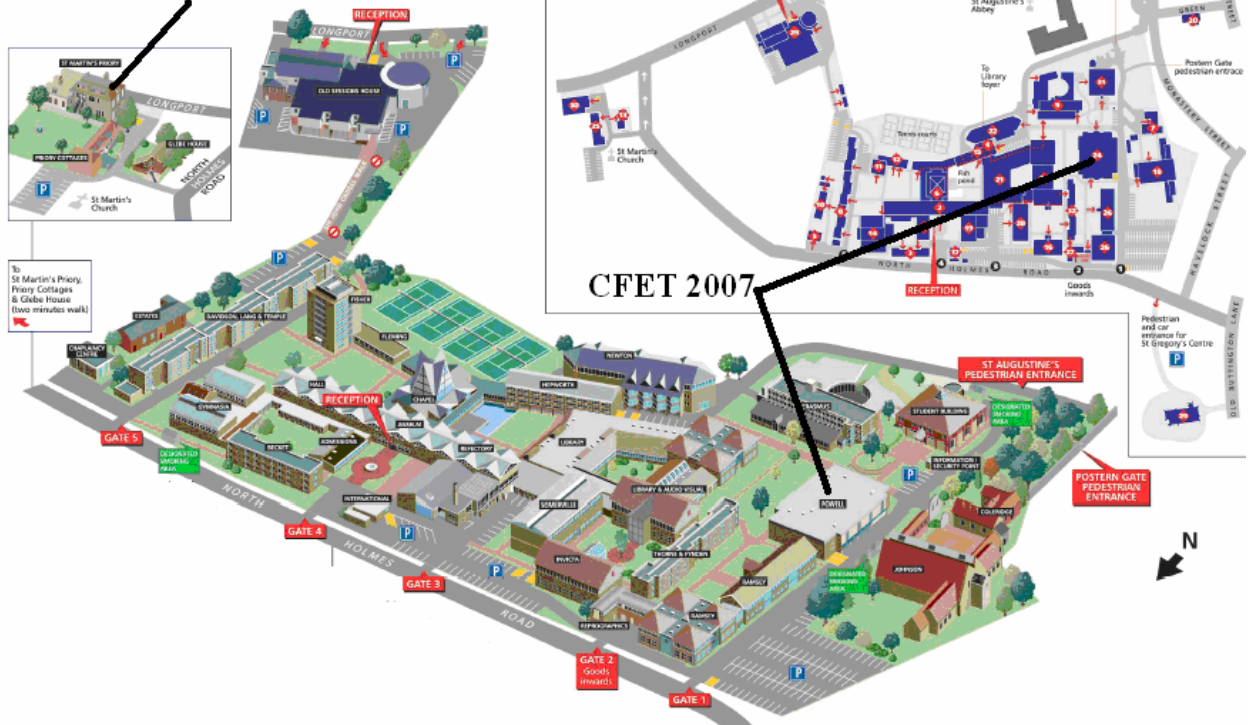 RECEPTION
LONGPORT
OLD SESSIONS HOUSE
ST MARTIN'S PRIORY
LONGPORT
PRIORY COTTAGES
GLEBE HOUSE
NORTH
HOLMES
ROAD
St Martin's
Church
To
St Martin's Priory,
Priory Cottages
& Glebe House
(two minutes walk)
LONGPORT
St Augustine's
Abbey
GREEN
STREET
To
Library
foyer
Postern Gate
pedestrian entrace
MONASTERY STREET
Tennis courts
Fish
pond
St Martin's
Church
HAVELOCK STREET
NORTH HOLMES ROAD
RECEPTION
Goods
inwards
Pedestrian
and car
entrance for
St Gregory's Centre
OLD RUTTINGTON LANE
CFET 2007
ESTATES
DAVIDSON, LANG & TEMPLE
FISHER
FLEMING
CHAPLAINCY
CENTRE
NEWTON
HALL
CHAPEL
HEPWORTH
RECEPTION
GYMNASIA
ANSELM
ERASMUS
STUDENT BUILDING
ST AUGUSTINE'S
PEDESTRIAN ENTRANCE
DESIGNATED
SMOKING
AREA
BECKET
ADMISSIONS
REFECTORY
LIBRARY
GATE 5
DESIGNATED
SMOKING
AREA
INFORMATION /
SECURITY POINT
POSTERN GATE
PEDESTRIAN
ENTRANCE
INTERNATIONAL
LIBRARY & AUDIO VISUAL
SOMERVILLE
POWELL
COLERIDGE
NORTH
GATE 4
HOLMES
INVICTA
THORNE & FYNDEN
JOHNSON
N
GATE 3
RAMSEY
DESIGNATED
SMOKING
AREA
ROAD
REPROGRAPHICS
RAMSEY
GATE 2
Goods
inwards
GATE 1